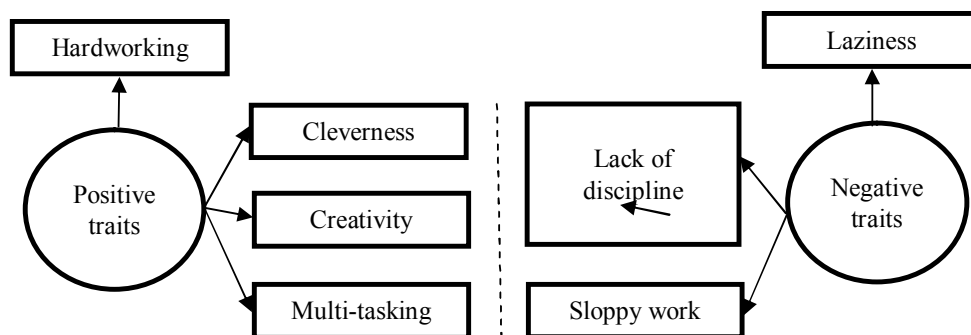 Hardworking
Laziness
Cleverness
Lack of
discipline
Positive
traits
Negative
traits
Creativity
Multi-tasking
Sloppy work